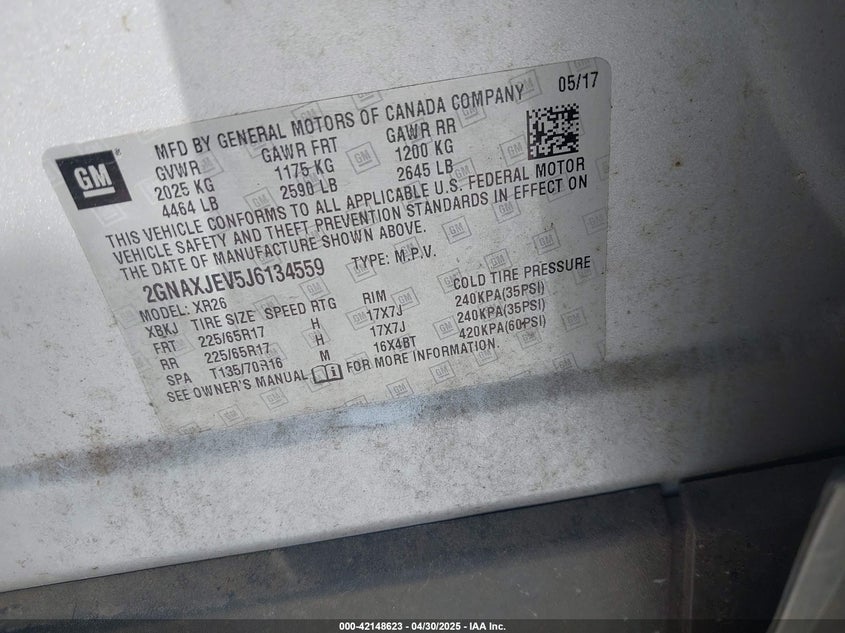 05/17
GM
MFD BY GENERAL MOTORS OF CANADA COMPANY
GVWR GAWR FRT GAWR RR
2025 KG 1175 KG 1200 KG
4464 LB 2590 LB 2645 LB
THIS VEHICLE CONFORMS TO ALL APPLICABLE U.S. FEDERAL MOTOR
VEHICLE SAFETY AND THEFT PREVENTION STANDARDS IN EFFECT ON
THE DATE OF MANUFACTURE SHOWN ABOVE.
2GNAXJEV5J6134559 TYPE: M.P.V.
MODEL: XR26
XBKJ TIRE SIZE SPEED RTG RIM COLD TIRE PRESSURE
FRT 225/65R17 H 17X7J 240KPA(35PSI)
RR 225/65R17 H 17X7J 240KPA(35PSI)
SPA T135/70R16 M 16X4BT 420KPA(60PSI)
SEE OWNER'S MANUAL FOR MORE INFORMATION.
000-42148623 - 04/30/2025 - IAA Inc.